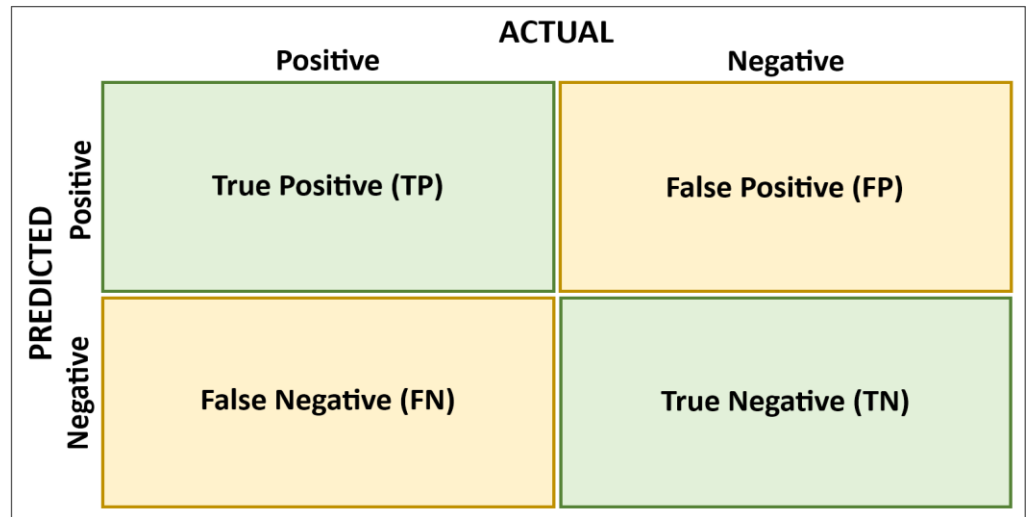 ACTUAL
Positive
Negative
PREDICTED
Positive
True Positive (TP)
False Positive (FP)
Negative
False Negative (FN)
True Negative (TN)